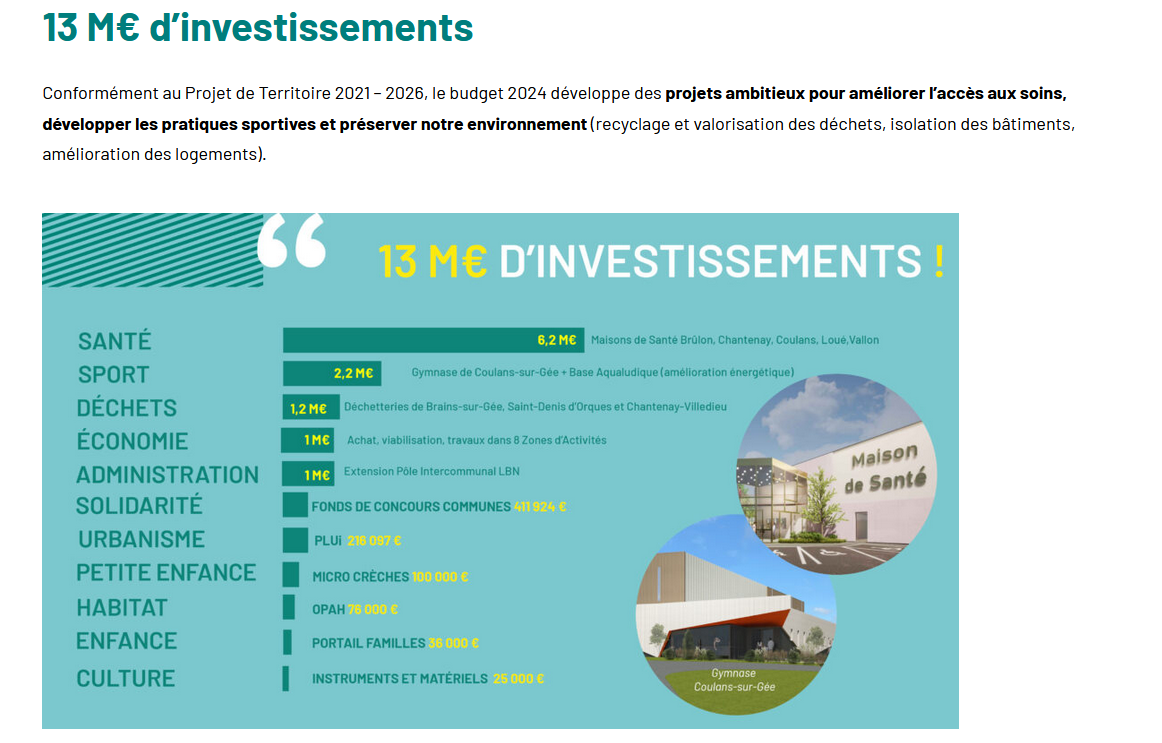 13 M€ d’investissements
Conformément au Projet de Territoire 2021 – 2026, le budget 2024 développe des projets ambitieux pour améliorer l’accès aux soins,
développer les pratiques sportives et préserver notre environnement (recyclage et valorisation des déchets, isolation des bâtiments,
amélioration des logements).
“
13 M€ D’INVESTISSEMENTS !
SANTÉ 6,2 M€ Maisons de Santé Brûlon, Chantenay, Coulans, Loué,Vallon
SPORT 2,2 M€ Gymnase de Coulans-sur-Gée + Base Aqualudique (amélioration énergétique)
DÉCHETS 1,2 M€ Déchetteries de Brains-sur-Gée, Saint-Denis d’Orques et Chantenay-Villedieu
ÉCONOMIE 1 M€ Achat, viabilisation, travaux dans 8 Zones d’Activités
ADMINISTRATION 1 M€ Extension Pôle Intercommunal LBN
SOLIDARITÉ FONDS DE CONCOURS COMMUNES 411 924 €
URBANISME PLUi 216 097 €
PETITE ENFANCE MICRO CRÈCHES 100 000 €
HABITAT OPAH 76 000 €
ENFANCE PORTAIL FAMILLES 36 000 €
CULTURE INSTRUMENTS ET MATÉRIELS 25 000 €
Maison
de Santé
Gymnase
Coulans-sur-Gée